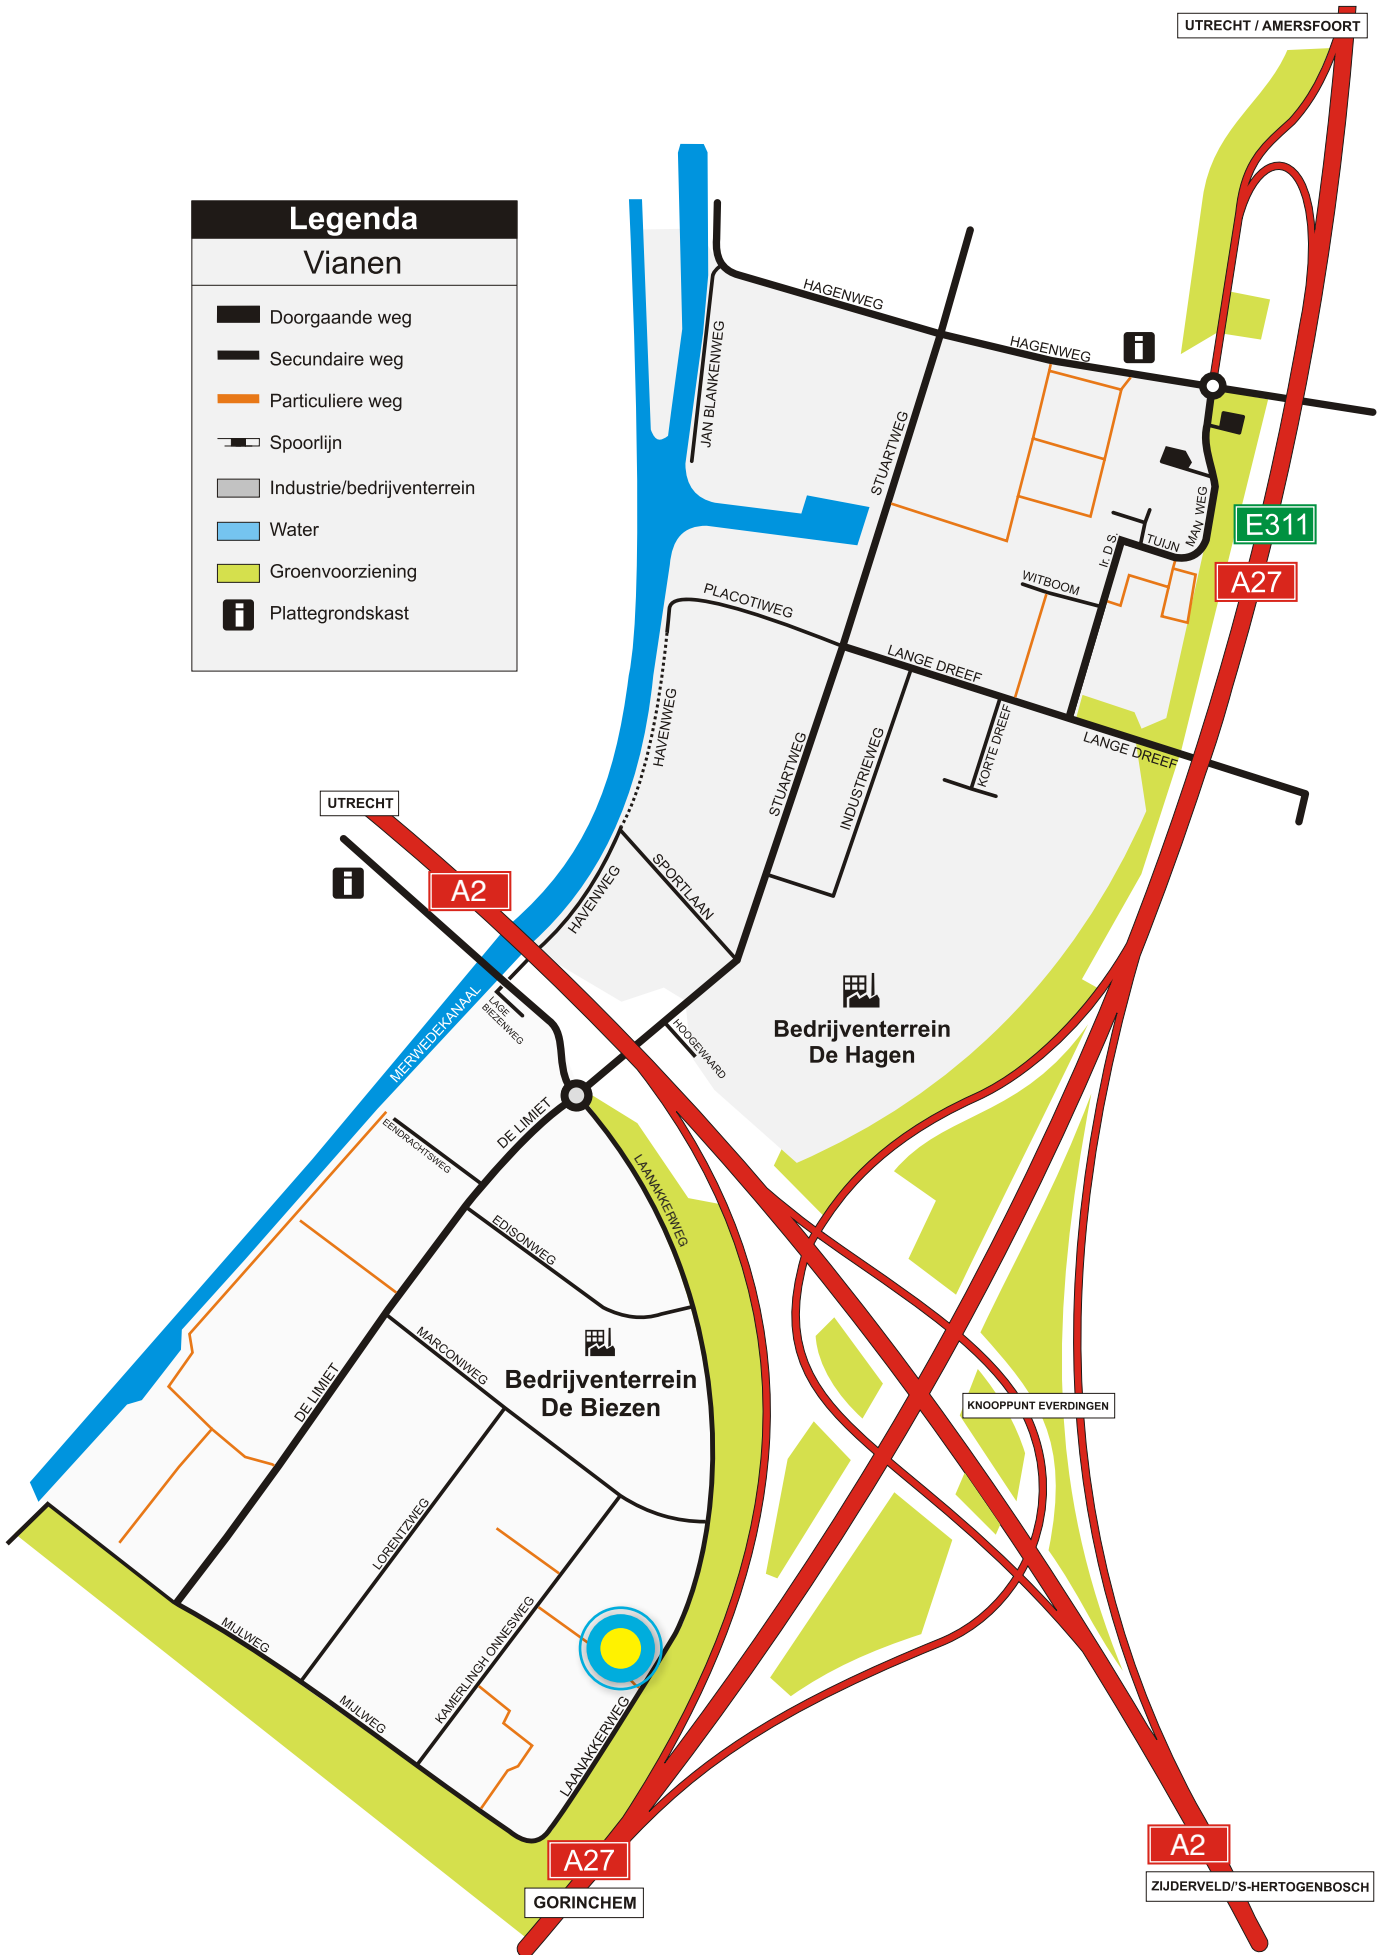 UTRECHT / AMERSFOORT
Legenda
Vianen
Doorgaande weg
Secundaire weg
Particuliere weg
Spoorlijn
Industrie/bedrijventerrein
Water
Groenvoorziening
i
Plattegrondskast
HAGENWEG
HAGENWEG
i
JAN BLANKENWEG
STUARTWEG
MAN WEG
E311
Ir. D.S.
TUIJN
A27
WITBOOM
PLACOTIWEG
LANGE DREEF
HAVENWEG
KORTE DREEF
LANGE DREEF
STUARTWEG
INDUSTRIEWEG
UTRECHT
i
A2
SPORTLAAN
HAVENWEG
LAGE
BIEZENWEG
MERWEDEKANAAL
HOOGEWAARD
Bedrijventerrein
De Hagen
DE LIMIET
EENDRACHTSWEG
LAANAKKERWEG
EDISONWEG
MARCONIWEG
Bedrijventerrein
De Biezen
DE LIMIET
KNOOPPUNT EVERDINGEN
LORENTZWEG
MIJLWEG
KAMERLINGH ONNESWEG
MIJLWEG
LAANAKKERWEG
A27
A2
GORINCHEM
ZIJDERVELD/'S-HERTOGENBOSCH